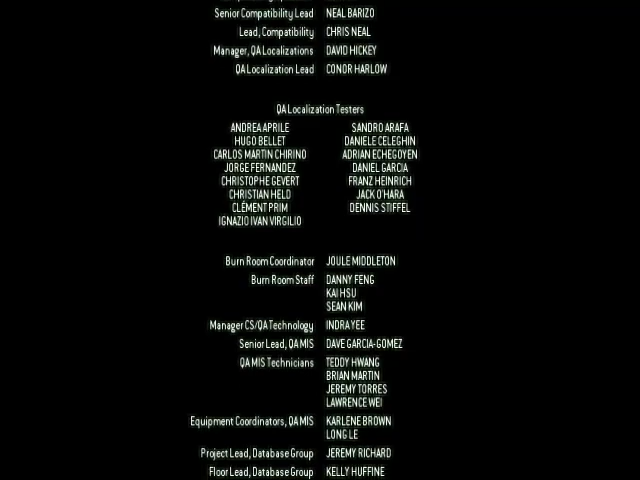 Senior Compatibility Lead NEAL BARIZO
Lead, Compatibility CHRIS NEAL
Manager, QA Localizations DAVID HICKEY
QA Localization Lead CONOR HARLOW
QA Localization Testers
ANDREA APRILE SANDRO ARAFA
HUGO BELLET DANIELE CELEGHIN
CARLOS MARTIN CHIRINO ADRIAN ECHEGOYEN
JORGE FERNANDEZ DANIEL GARCIA
CHRISTOPHE GEVERT FRANZ HEINRICH
CHRISTIAN HELD JACK O'HARA
CLÉMENT PRIM DENNIS STIFFEL
IGNAZIO IVAN VIRGILIO
Burn Room Coordinator JOULE MIDDLETON
Burn Room Staff DANNY FENG
KAI HSU
SEAN KIM
Manager CS/QA Technology INDRA YEE
Senior Lead, QA MIS DAVE GARCIA-GOMEZ
QA MIS Technicians TEDDY HWANG
BRIAN MARTIN
JEREMY TORRES
LAWRENCE WEI
Equipment Coordinators, QA MIS KARLENE BROWN
LONG LE
Project Lead, Database Group JEREMY RICHARD
Floor Lead, Database Group KELLY HUFFINE